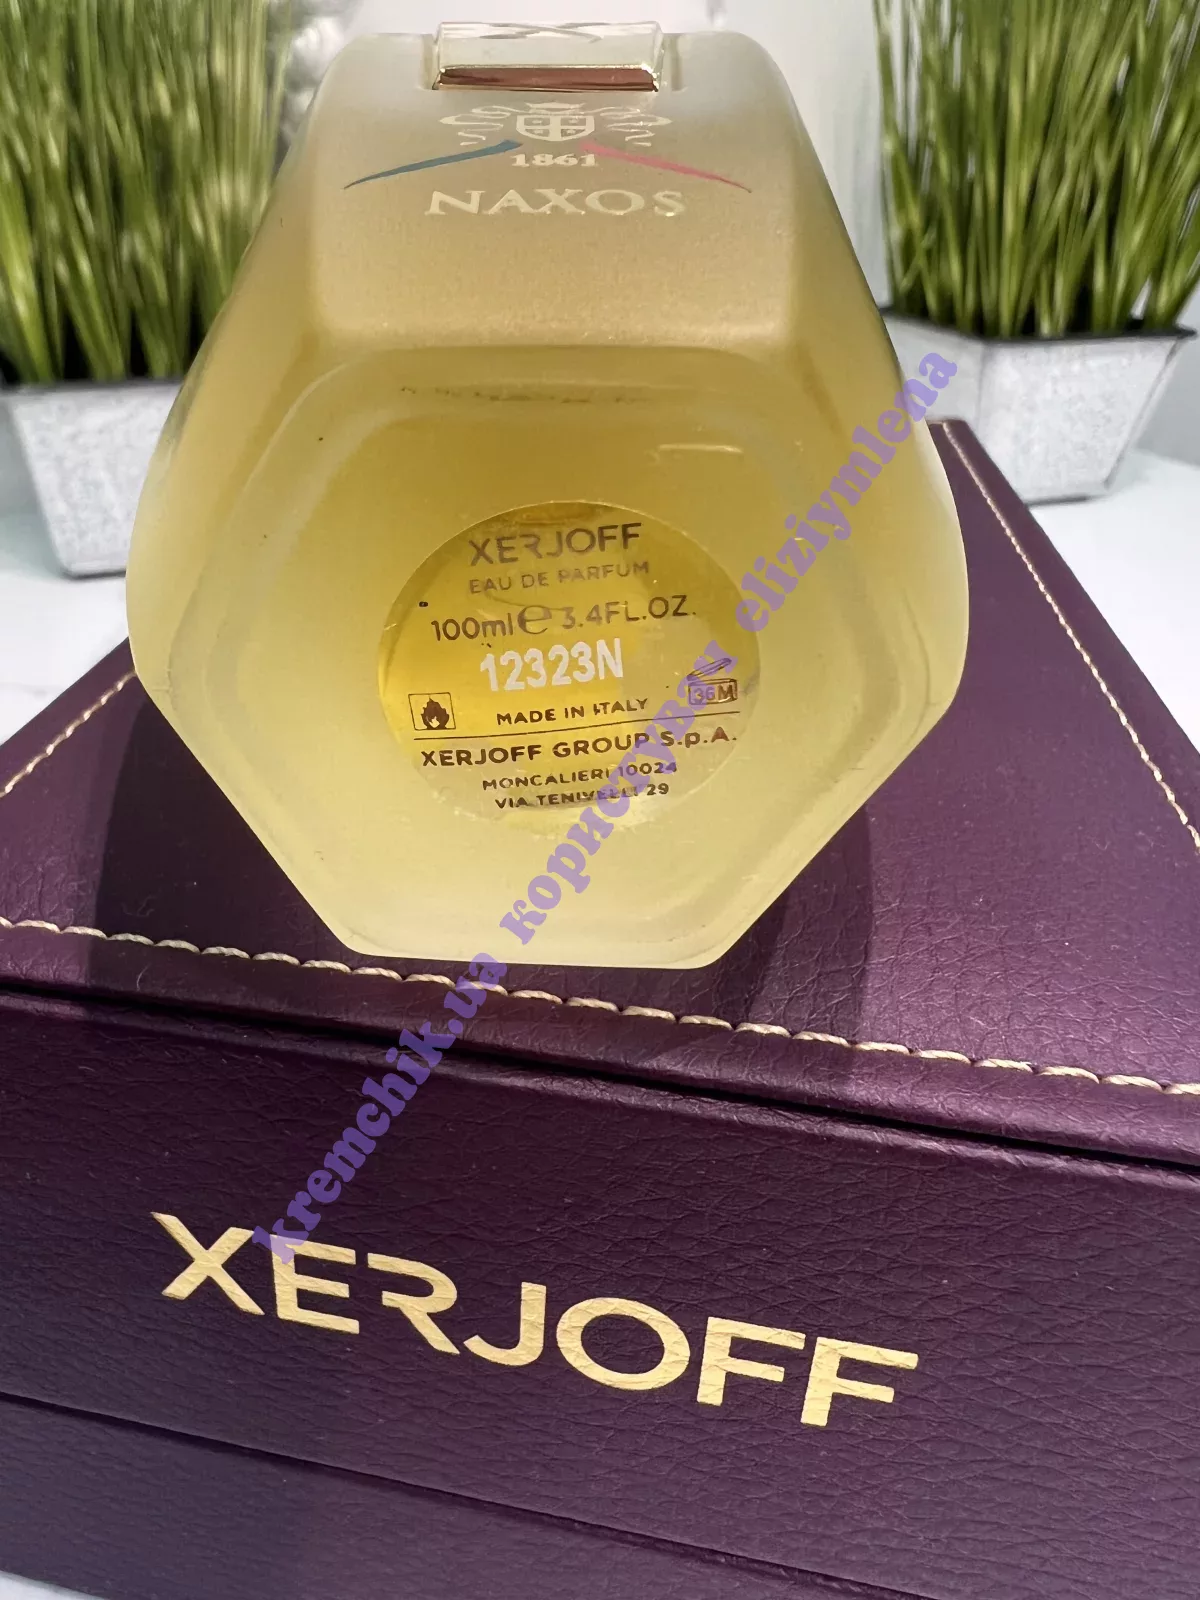 1861
NAXOS
XERJOFF
EAU DE PARFUM
100ml e 3.4FL.OZ.
12323N
36M
MADE IN ITALY
XERJOFF GROUP S.p.A.
MONCALIERI 10024
VIA TENIVELLI 29
kremchik.ua користувач eliziymlena
XERJOFF